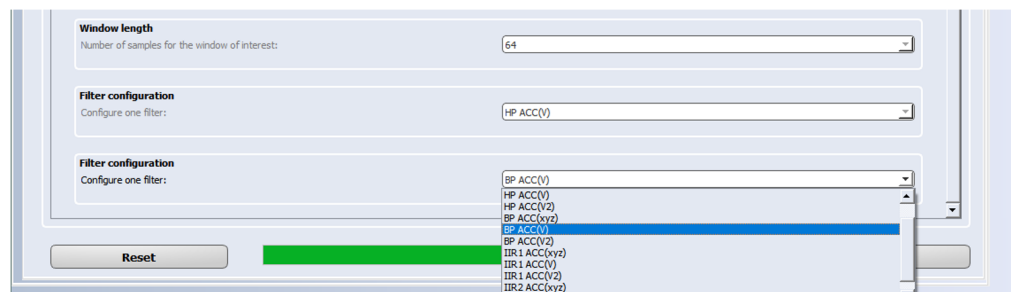 Window length
Number of samples for the window of interest:
64
Filter configuration
Configure one filter:
HP ACC(V)
Filter configuration
Configure one filter:
BP ACC(V)
HP ACC(V)
HP ACC(V2)
BP ACC(xyz)
BP ACC(V)
BP ACC(V2)
IIR1 ACC(xyz)
IIR1 ACC(V)
IIR1 ACC(V2)
IIR2 ACC(xyz)
Reset